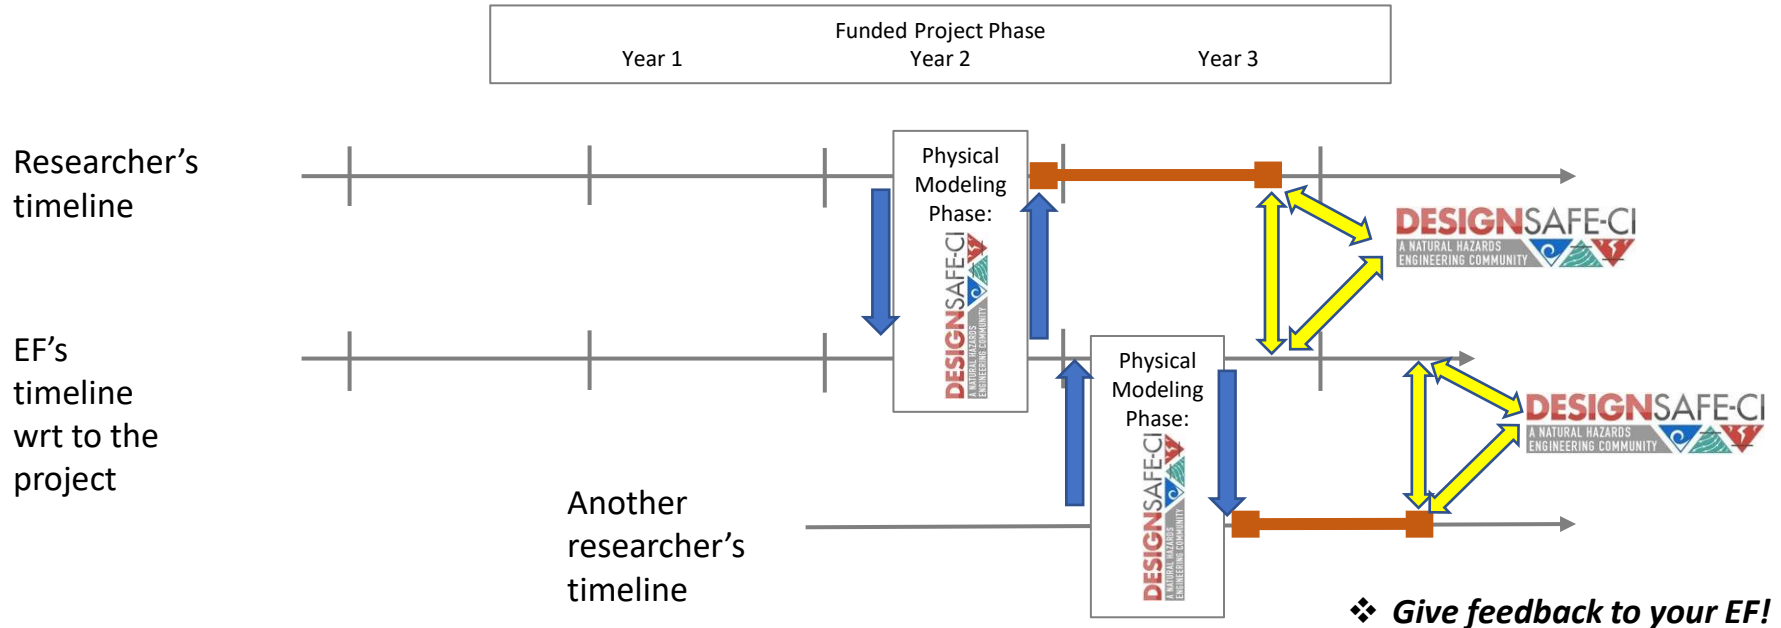 Funded Project Phase
Year 1 Year 2 Year 3
Researcher's
timeline
Physical
Modeling
Phase:
DESIGNSAFE-CI
A NATURAL HAZARDS
ENGINEERING COMMUNITY
DESIGNSAFE-CI
A NATURAL HAZARDS
ENGINEERING COMMUNITY
EF's
timeline
wrt to the
project
Physical
Modeling
Phase:
DESIGNSAFE-CI
A NATURAL HAZARDS
ENGINEERING COMMUNITY
DESIGNSAFE-CI
A NATURAL HAZARDS
ENGINEERING COMMUNITY
Another
researcher's
timeline
❖ Give feedback to your EF!